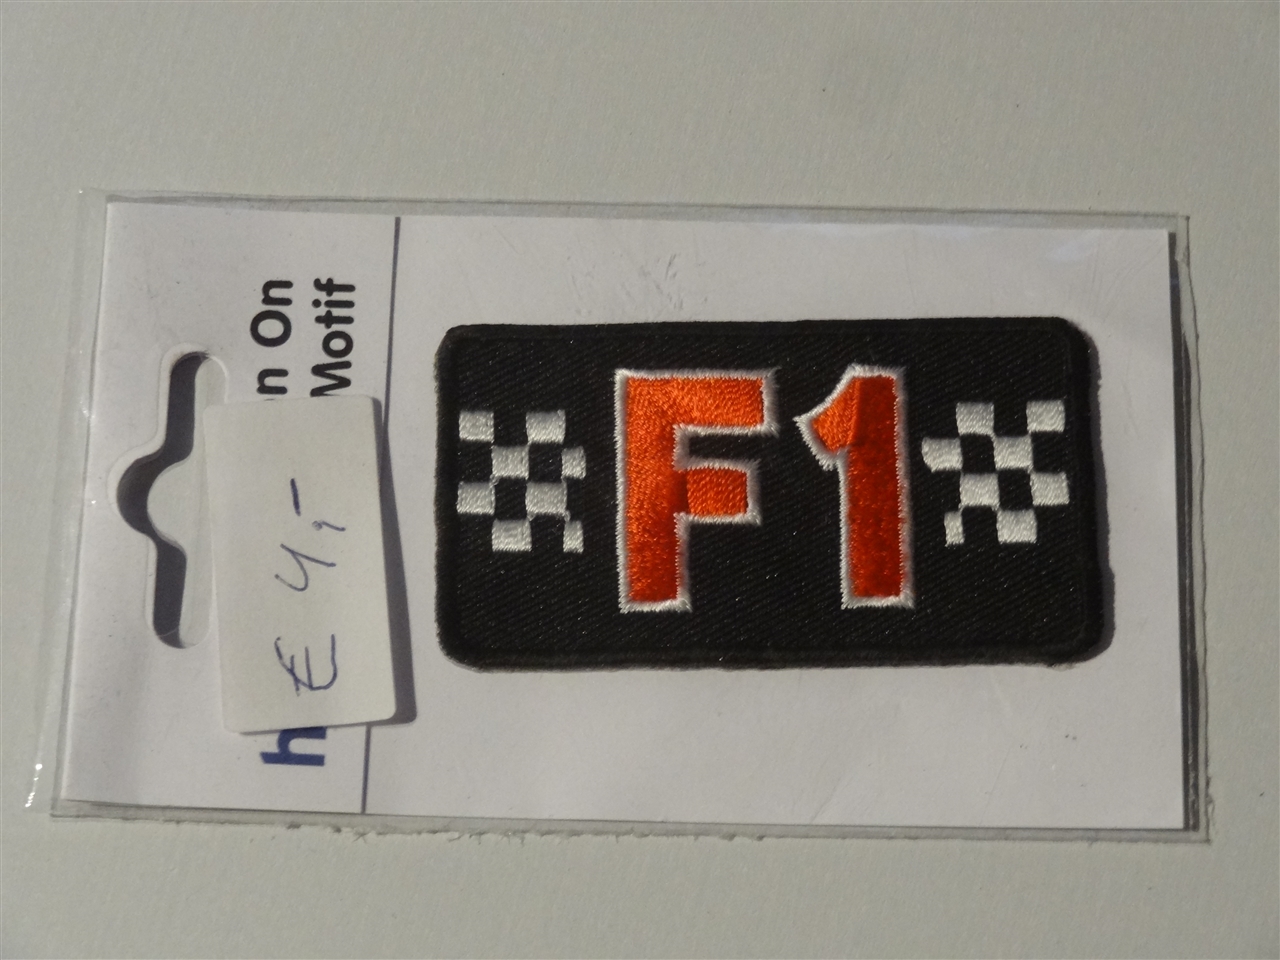 n On
Motif
€ 4,-
h
F1